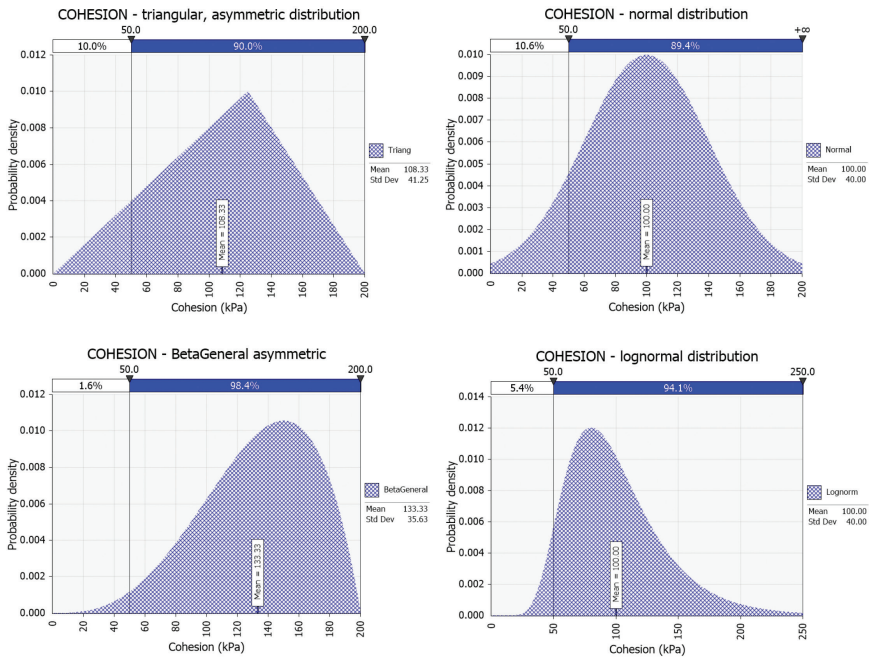 COHESION - triangular, asymmetric distribution
50.0 200.0
10.0% 90.0%
0.012
0.010
0.008
0.006
0.004
0.002
0.000
Probability density
Mean = 108.33
0 20 40 60 80 100 120 140 160 180 200
Cohesion (kPa)
Triang
Mean 108.33
Std Dev 41.25
COHESION - normal distribution
50.0 +∞
10.6% 89.4%
0.010
0.009
0.008
0.007
0.006
0.005
0.004
0.003
0.002
0.001
0.000
Probability density
Mean = 100.00
0 20 40 60 80 100 120 140 160 180 200
Cohesion (kPa)
Normal
Mean 100.00
Std Dev 40.00
COHESION - BetaGeneral asymmetric
50.0 200.0
1.6% 98.4%
0.012
0.010
0.008
0.006
0.004
0.002
0.000
Probability density
Mean = 133.33
0 20 40 60 80 100 120 140 160 180 200
Cohesion (kPa)
BetaGeneral
Mean 133.33
Std Dev 35.63
COHESION - lognormal distribution
50.0 250.0
5.4% 94.1%
0.014
0.012
0.010
0.008
0.006
0.004
0.002
0.000
Probability density
Mean = 100.00
0 50 100 150 200 250
Cohesion (kPa)
Lognorm
Mean 100.00
Std Dev 40.00